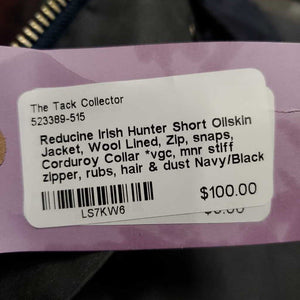 The Tack Collector
523389-515
Reducine Irish Hunter Short Oilskin
Jacket, Wool Lined, Zip, snaps,
Corduroy Collar *vgc, mnr stiff
zipper, rubs, hair & dust Navy/Black
$100.00
LS7KW6